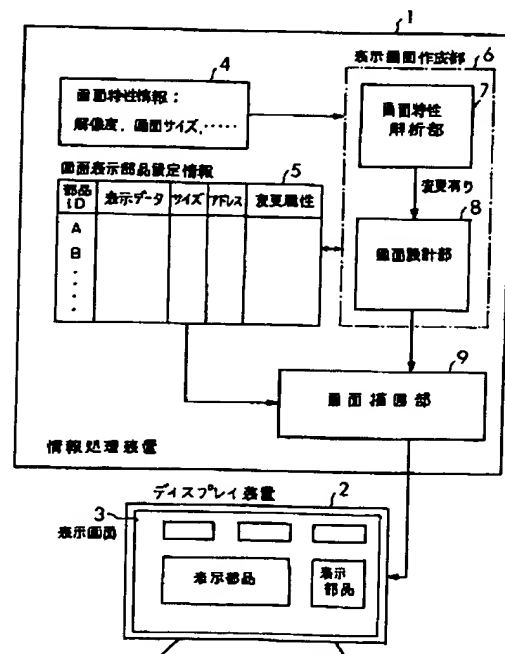 1
表示画面作成部 6
4
画面特性情報:
解像度,画面サイズ,‥‥‥
7
画面特性
解析部
変更有り
画面表示部品設定情報 5
部品ID 表示データ サイズ アドレス 変更属性
A
B
8
画面設計部
9
画面描画部
情報処理装置
ディスプレイ装置 2
3
表示画面
表示部品
表示
部品